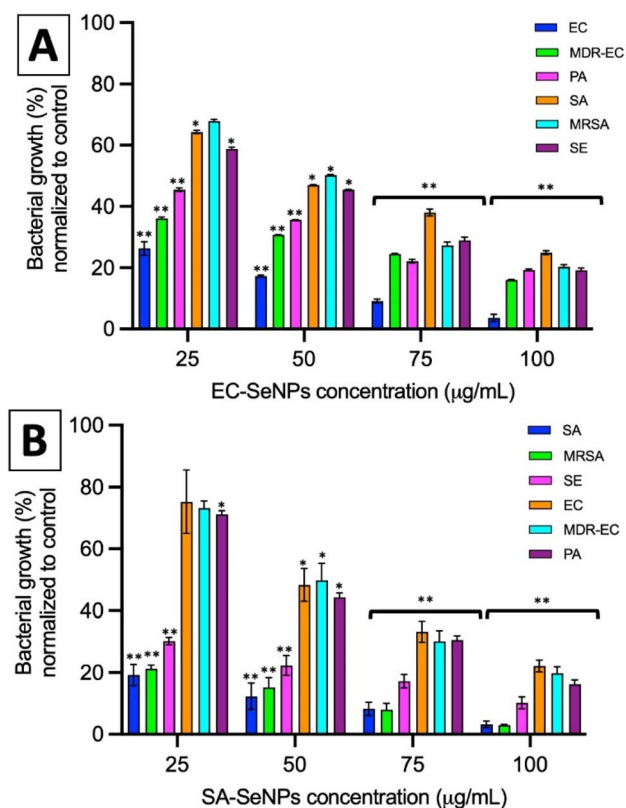 A
Bacterial growth (%)
normalized to control
100
80
60
40
20
0
EC
MDR-EC
PA
SA
MRSA
SE
** ** ** * *
** ** ** * * *
**
**
25 50 75 100
EC-SeNPs concentration (μg/mL)
B
Bacterial growth (%)
normalized to control
100
80
60
40
20
0
SA
MRSA
SE
EC
MDR-EC
PA
** ** ** *
** ** ** * * *
**
**
25 50 75 100
SA-SeNPs concentration (μg/mL)